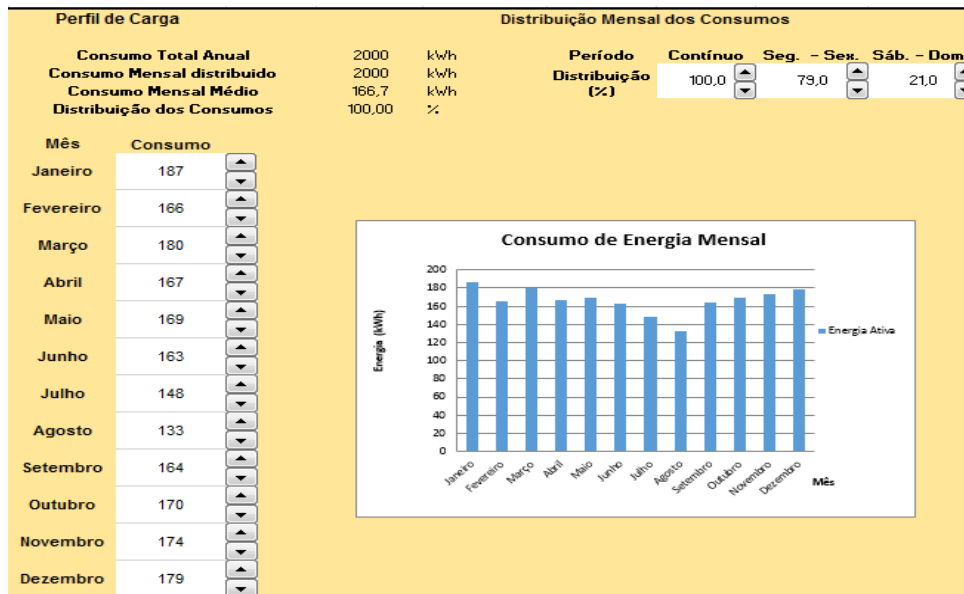 Perfil de Carga
Distribuição Mensal dos Consumos
Consumo Total Anual 2000 kWh
Consumo Mensal distribuido 2000 kWh
Consumo Mensal Médio 166,7 kWh
Distribuição dos Consumos 100,00 %
Período Contínuo Seg. - Sex. Sáb. - Dom
Distribuição (%) 100,0 79,0 21,0
Mês Consumo
Janeiro 187
Fevereiro 166
Março 180
Abril 167
Maio 169
Junho 163
Julho 148
Agosto 133
Setembro 164
Outubro 170
Novembro 174
Dezembro 179
Consumo de Energia Mensal
Energia (kWh)
200
180
160
140
120
100
80
60
40
20
0
Janeiro Fevereiro Março Abril Maio Junho Julho Agosto Setembro Outubro Novembro Dezembro
Mês
Energia Ativa